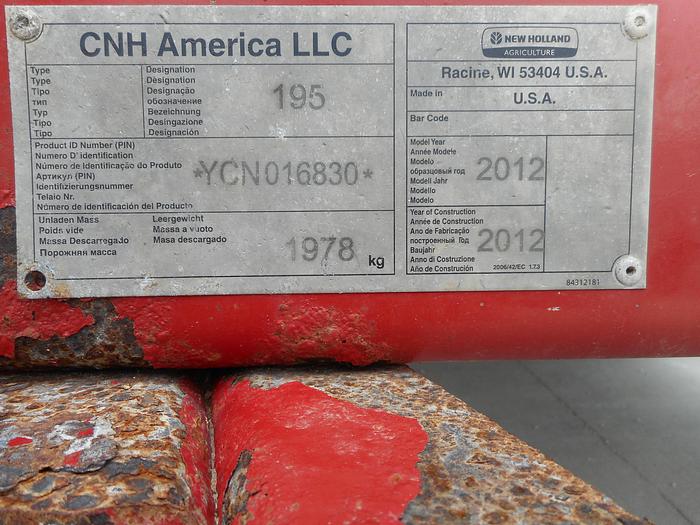 CNH America LLC
Type Designation
Type Dèsignation
Tipo Designação
тип обозначение
Typ Bezeichnung
Tipo Desingazione
Tipo Designación
195
Product ID Number (PIN)
Numero D' identification
Número de Identificação do Produto
Артикул (PIN)
Identifizierungsnummer
Telaio Nr.
Número de identificación del Producto
*YCN016830*
Unladen Mass Leergewicht
Poids vide Massa a vuoto
Massa Descarregado Masa descargado
Порожняя масса
1978 kg
NEW HOLLAND
AGRICULTURE
Racine, WI 53404 U.S.A.
Made in U.S.A.
Bar Code
Model Year
Année Modele
Modelo
образцовый год
Modell Jahr
Modello
Modelo
2012
Year of Construction
Année de Construction
Ano de Fabricação
построенный Год
Baujahr
Anno di Costruzione
Año de Construción
2012
2006/42/EC 1.7.3
84312181